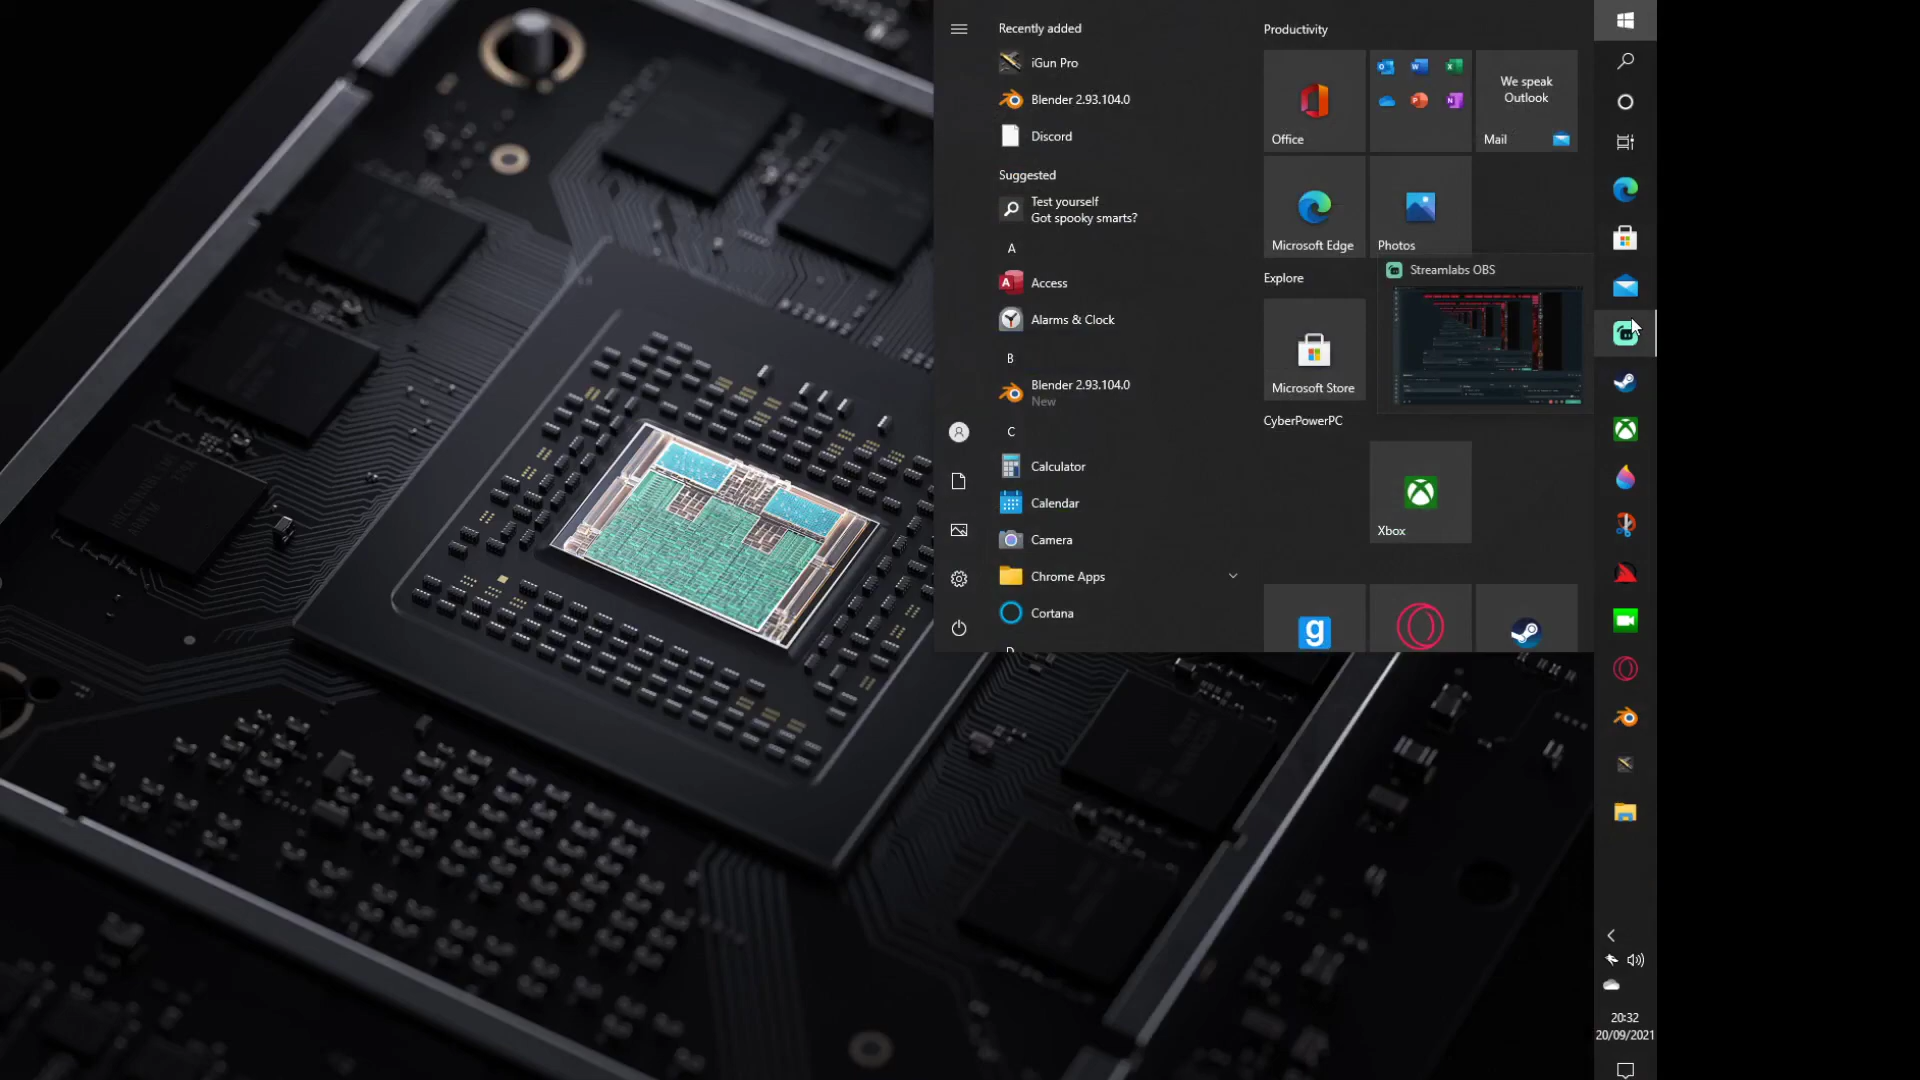 Recently added
iGun Pro
Blender 2.93.104.0
Discord
Suggested
Test yourself
Got spooky smarts?
A
Access
Alarms & Clock
B
Blender 2.93.104.0
New
C
Calculator
Calendar
Camera
Chrome Apps
Cortana
Productivity
Office
We speak
Outlook
Mail
Microsoft Edge
Photos
Explore
Streamlabs OBS
Microsoft Store
CyberPowerPC
Xbox
20:32
20/09/2021